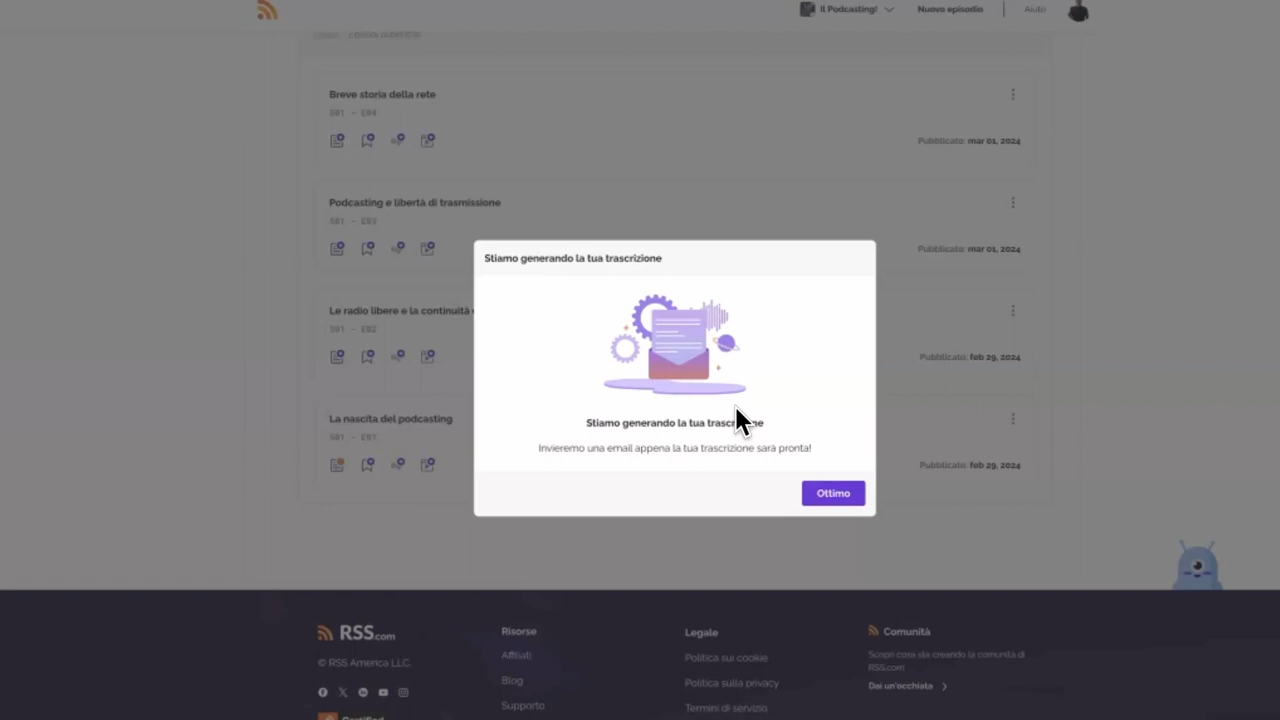 Il Podcasting!
Nuovo episodio
Aiuto
Breve storia della rete
S01 - E04
Pubblicato: mar 01, 2024
Podcasting e libertà di trasmissione
S01 - E03
Pubblicato: mar 01, 2024
Le radio libere e la continuità
S01 - E02
Pubblicato: feb 29, 2024
La nascita del podcasting
S01 - E01
Pubblicato: feb 29, 2024
Stiamo generando la tua trascrizione
Stiamo generando la tua trascrizione
Invieremo una email appena la tua trascrizione sarà pronta!
Ottimo
RSS.com
© RSS America LLC.
Risorse
Affiliati
Blog
Supporto
Legale
Politica sui cookie
Politica sulla privacy
Termini di servizio
Comunità
Scopri cosa sta creando la comunità di
RSS.com
Dai un'occhiata
Certified